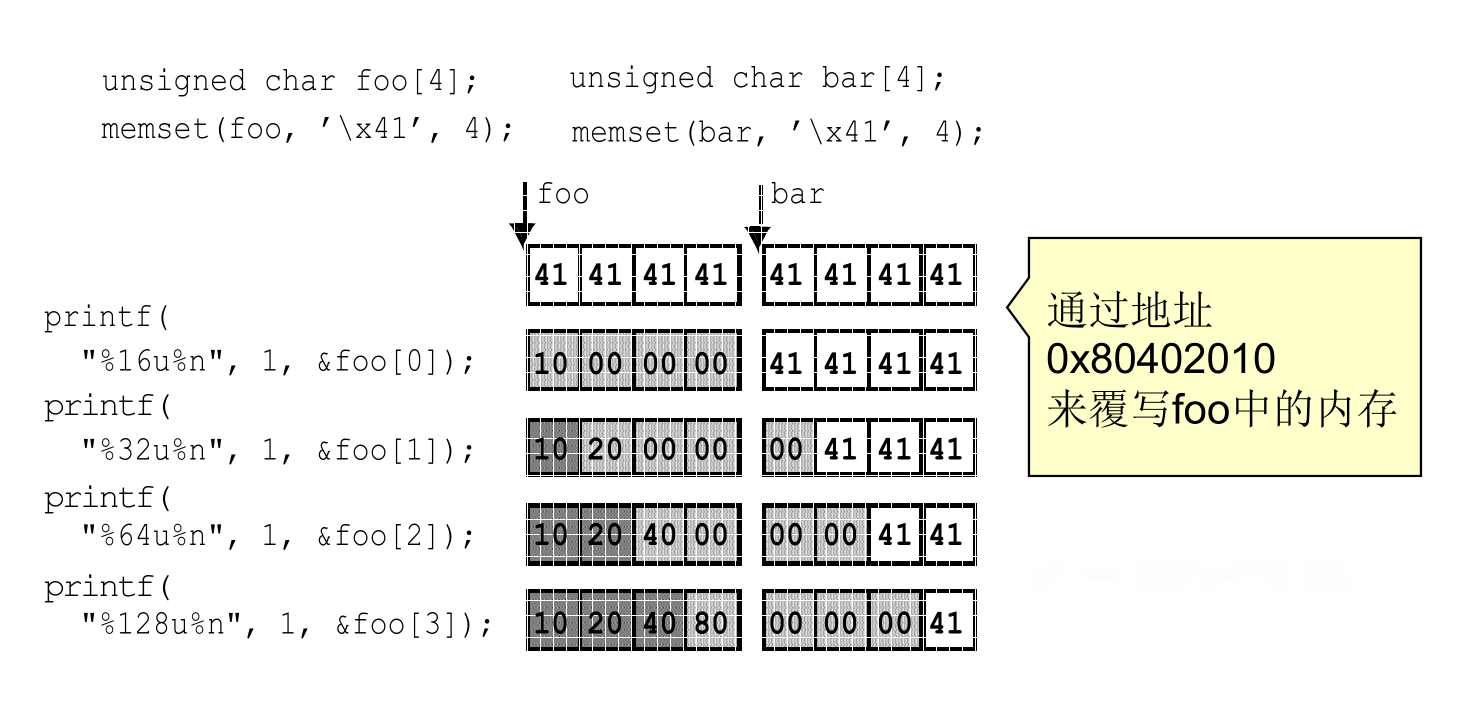 unsigned char foo[4];
unsigned char bar[4];
memset(foo, ’\x41’, 4);
memset(bar, ’\x41’, 4);
foo
bar
41 41 41 41 41 41 41 41
printf(
"%16u%n", 1, &foo[0]);
10 00 00 00 41 41 41 41
printf(
"%32u%n", 1, &foo[1]);
10 20 00 00 00 41 41 41
printf(
"%64u%n", 1, &foo[2]);
10 20 40 00 00 00 41 41
printf(
"%128u%n", 1, &foo[3]);
10 20 40 80 00 00 00 41
通过地址
0x80402010
来覆写foo中的内存